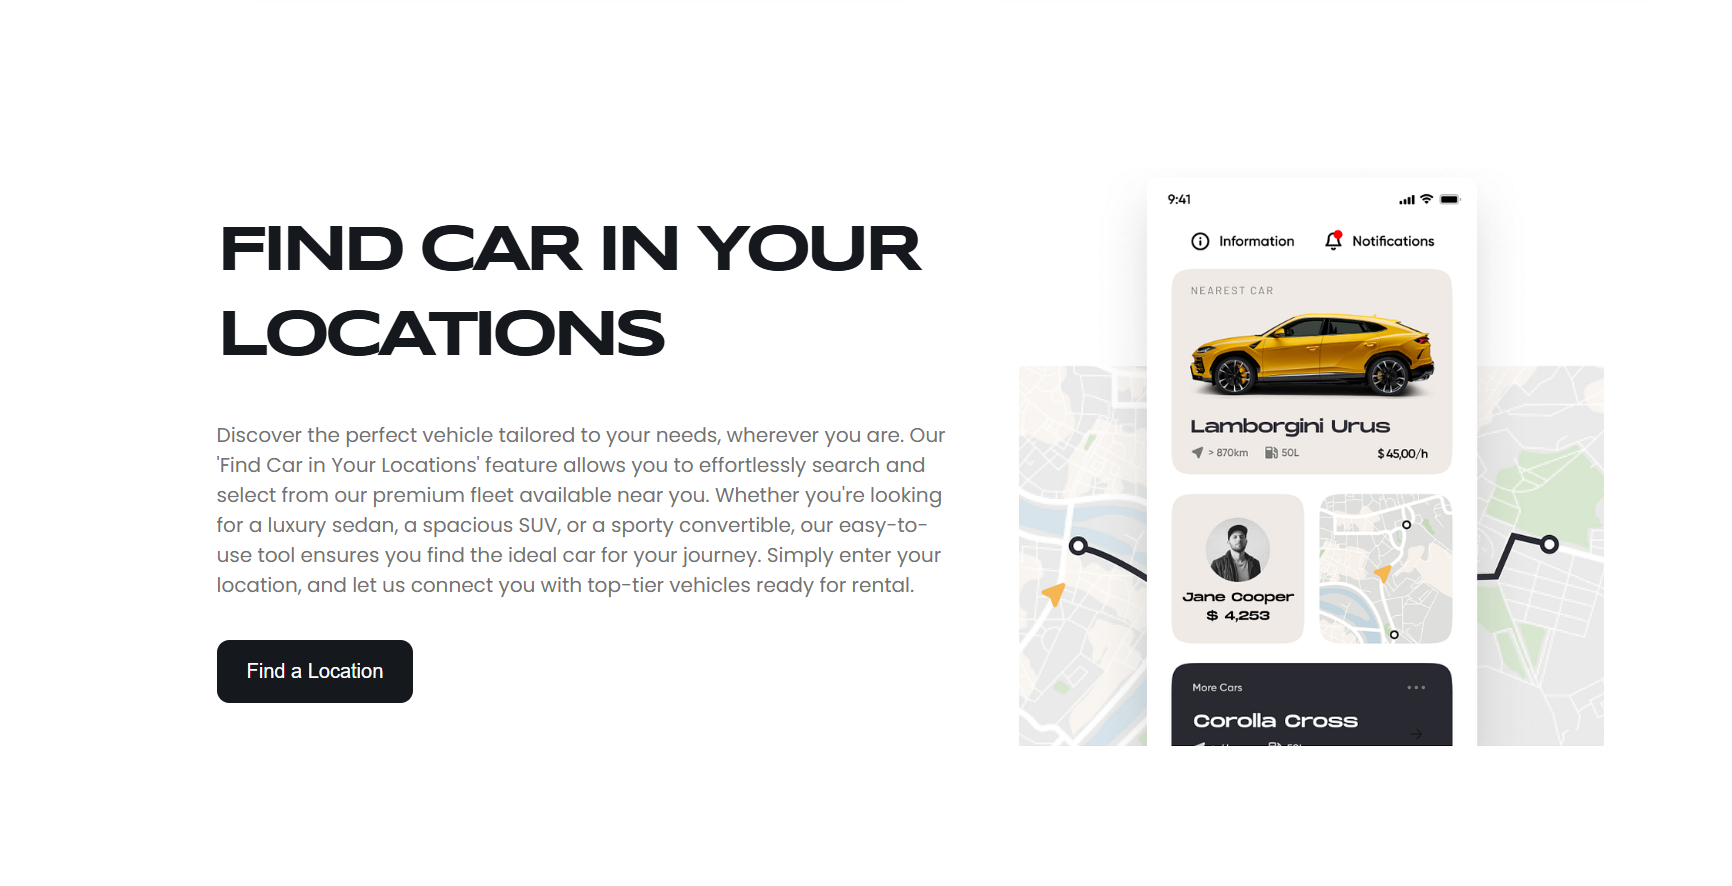 FIND CAR IN YOUR
LOCATIONS
Discover the perfect vehicle tailored to your needs, wherever you are. Our
'Find Car in Your Locations' feature allows you to effortlessly search and
select from our premium fleet available near you. Whether you're looking
for a luxury sedan, a spacious SUV, or a sporty convertible, our easy-to-
use tool ensures you find the ideal car for your journey. Simply enter your
location, and let us connect you with top-tier vehicles ready for rental.
Find a Location
9:41
Information Notifications
NEAREST CAR
Lamborghini Urus
> 870km 50L $ 45,00/h
Jane Cooper
$ 4,253
More Cars
Corolla Cross